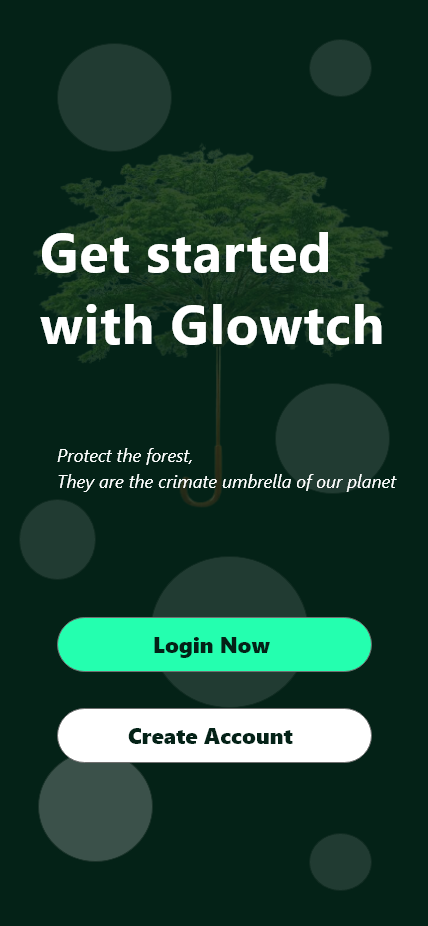 Get started
with Glowtch
Protect the forest,
They are the crimate umbrella of our planet
Login Now
Create Account